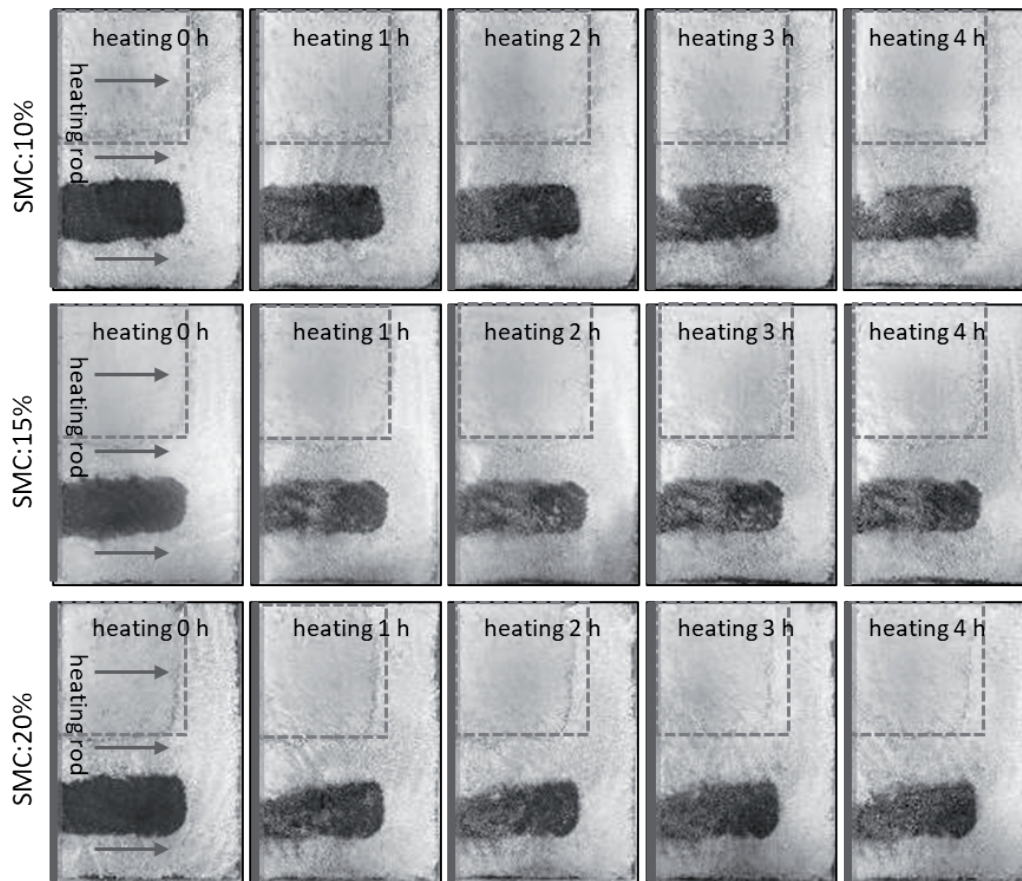 SMC:10%
heating 0 h
heating 1 h
heating 2 h
heating 3 h
heating 4 h
heating rod
SMC:15%
heating 0 h
heating 1 h
heating 2 h
heating 3 h
heating 4 h
heating rod
SMC:20%
heating 0 h
heating 1 h
heating 2 h
heating 3 h
heating 4 h
heating rod